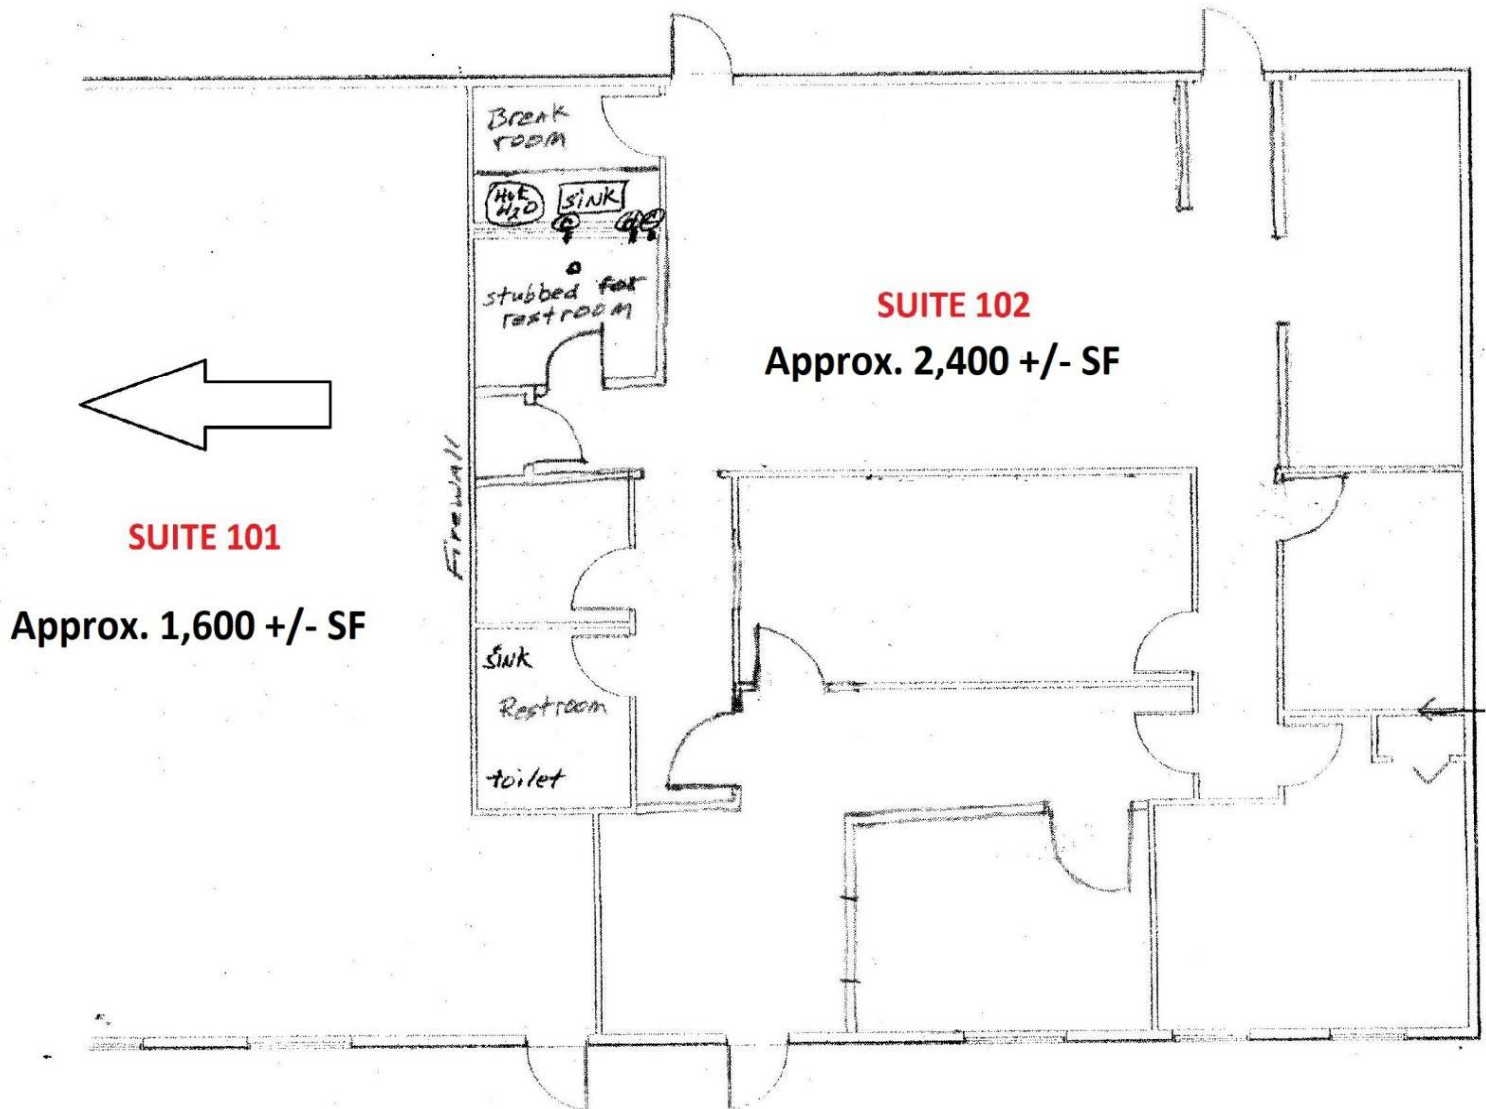 Break
room
Hot
H2O
SINK
C
H
C
stubbed for
restroom
SUITE 102
Approx. 2,400 +/- SF
Firewall
SUITE 101
Approx. 1,600 +/- SF
SINK
Restroom
toilet